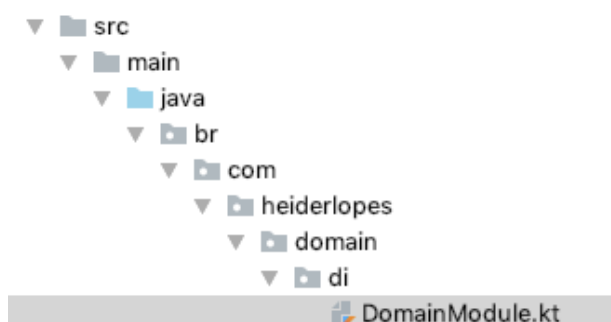 src
main
java
br
com
heiderlopes
domain
di
DomainModule.kt